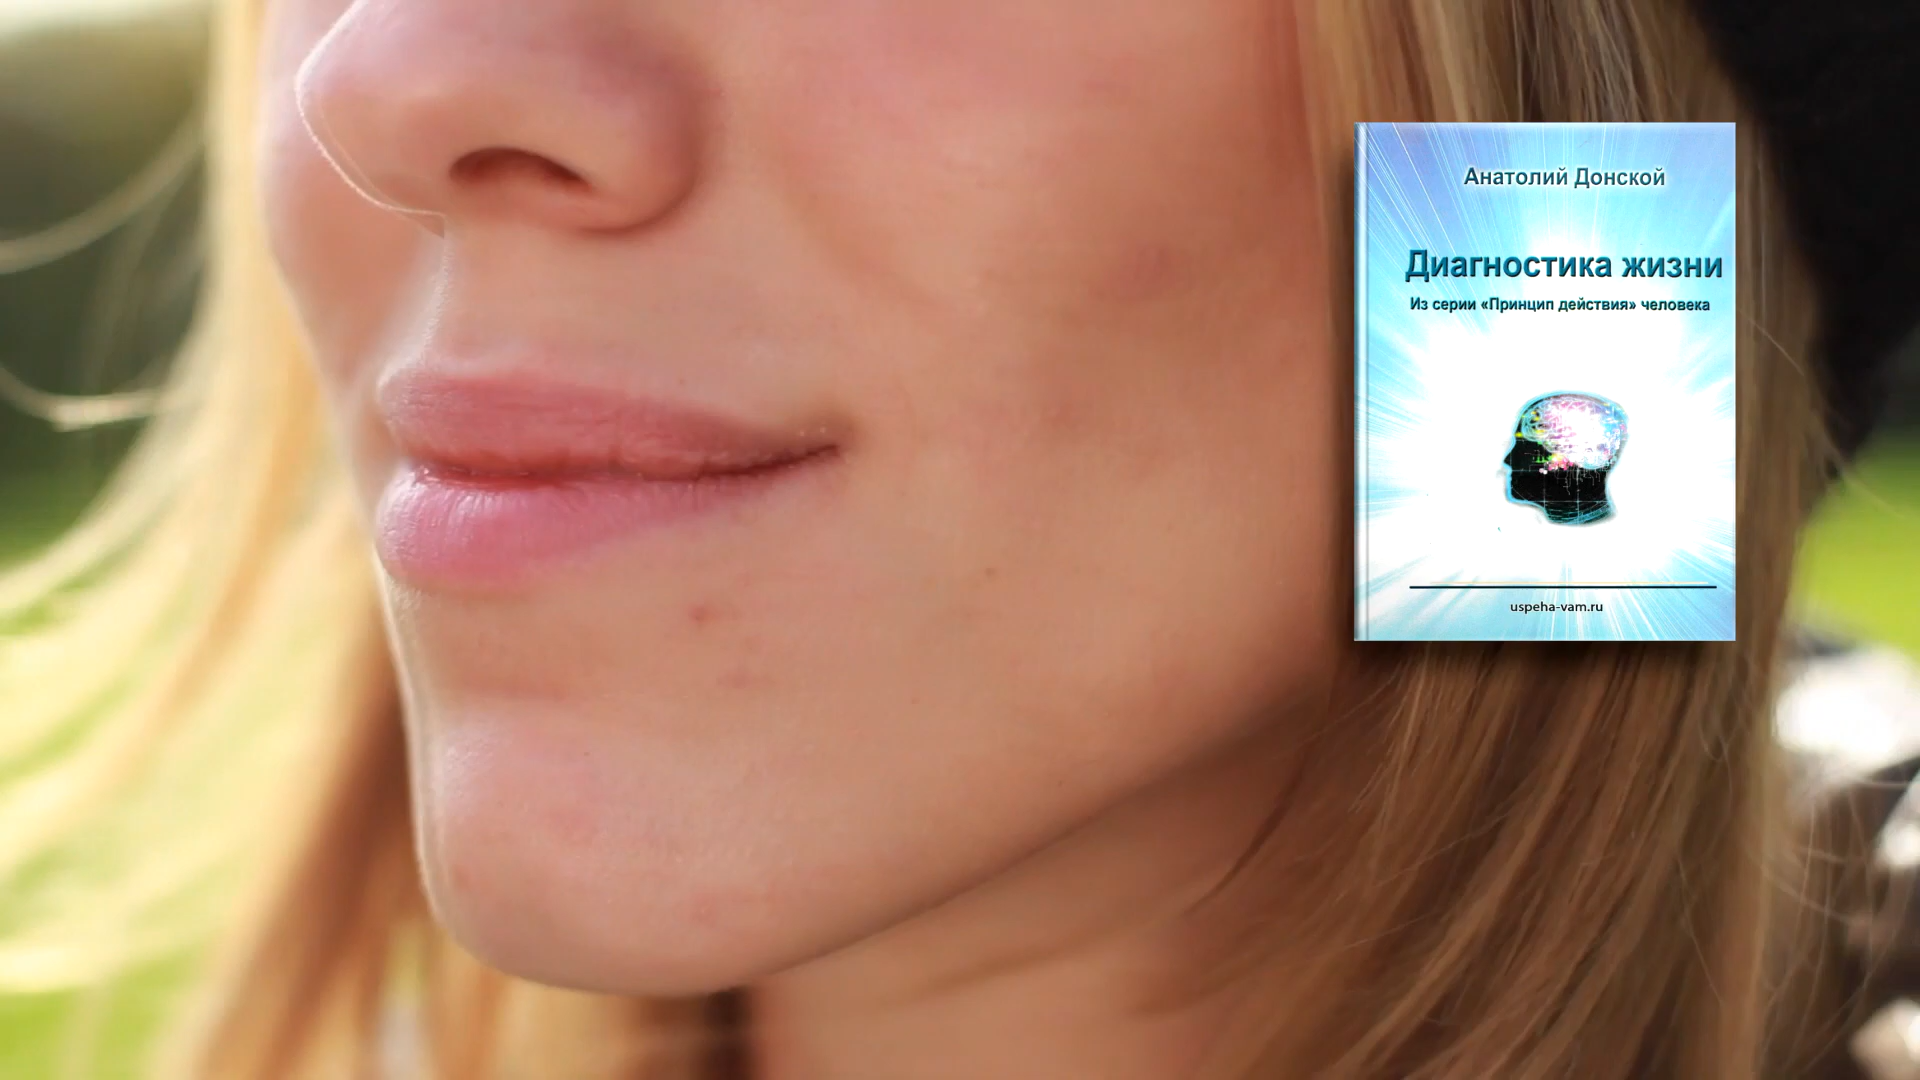 Анатолий Донской
Диагностика жизни
Из серии «Принцип действия» человека
uspeha-vam.ru